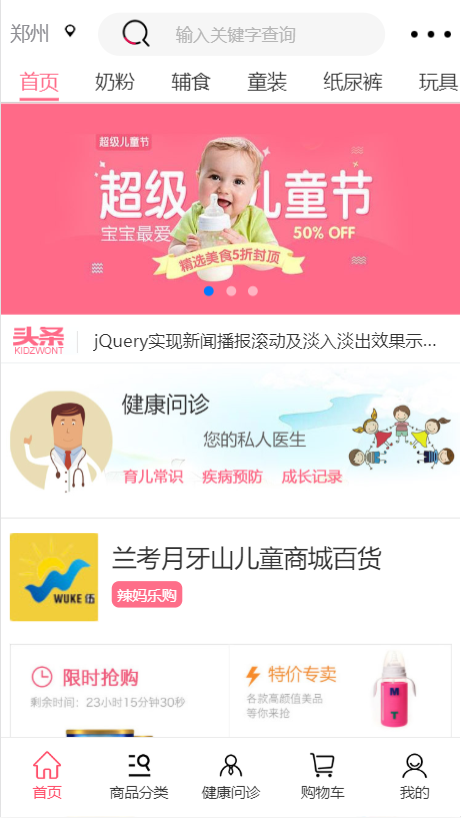 郑州
输入关键字查询
首页 奶粉 辅食 童装 纸尿裤 玩具
超级儿童节
超级 儿童节
宝宝最爱
50% OFF
精选美食5折封顶
头条
KIDZWONT
jQuery实现新闻播报滚动及淡入淡出效果示...
健康问诊
您的私人医生
育儿常识 疾病预防 成长记录
WUKE 伍
兰考月牙山儿童商城百货
辣妈乐购
限时抢购
剩余时间：23小时15分钟30秒
特价专卖
各款高颜值美品
等你来抢
M
T
首页 商品分类 健康问诊 购物车 我的